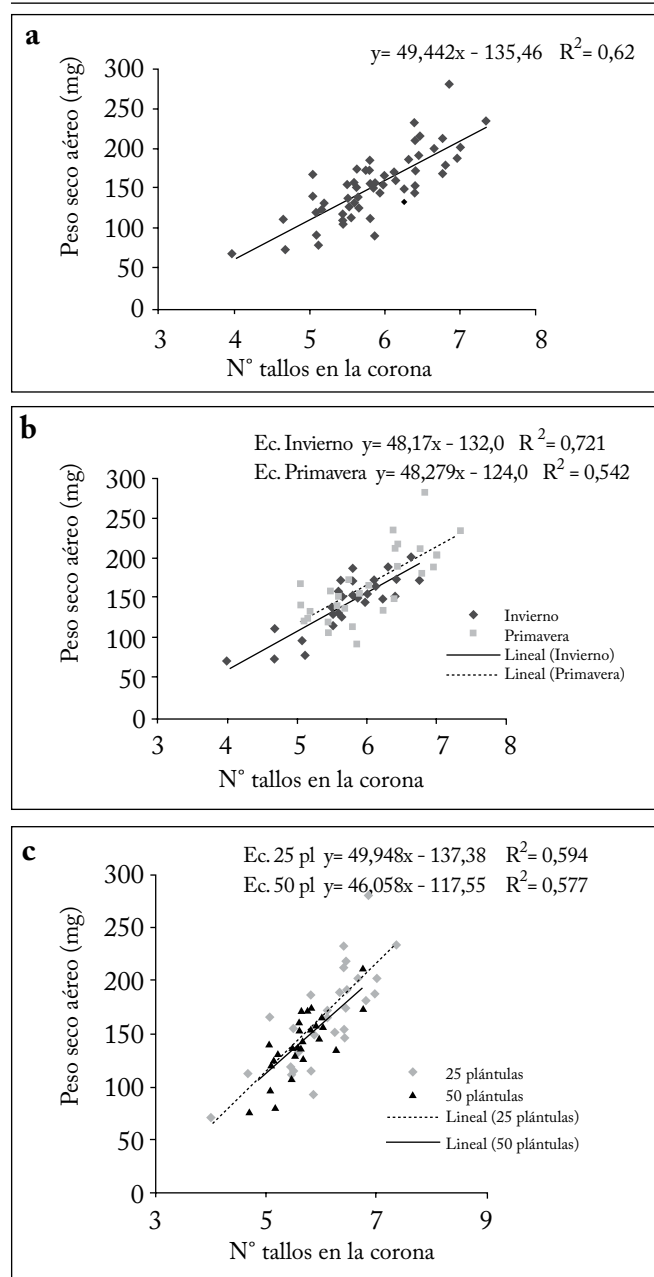 a
y= 49,442x - 135,46 R²= 0,62
Peso seco aéreo (mg)
300
250
200
150
100
50
0
3 4 5 6 7 8
N° tallos en la corona
b
Ec. Invierno y= 48,17x - 132,0 R²= 0,721
Ec. Primavera y= 48,279x - 124,0 R² = 0,542
Peso seco aéreo (mg)
300
250
200
150
100
50
0
Invierno
Primavera
Lineal (Invierno)
Lineal (Primavera)
3 4 5 6 7 8
N° tallos en la corona
c
Ec. 25 pl y= 49,948x - 137,38 R²= 0,594
Ec. 50 pl y= 46,058x - 117,55 R²= 0,577
Peso seco aéreo (mg)
300
250
200
150
100
50
0
25 plántulas
50 plántulas
Lineal (25 plántulas)
Lineal (50 plántulas)
3 5 7 9
N° tallos en la corona